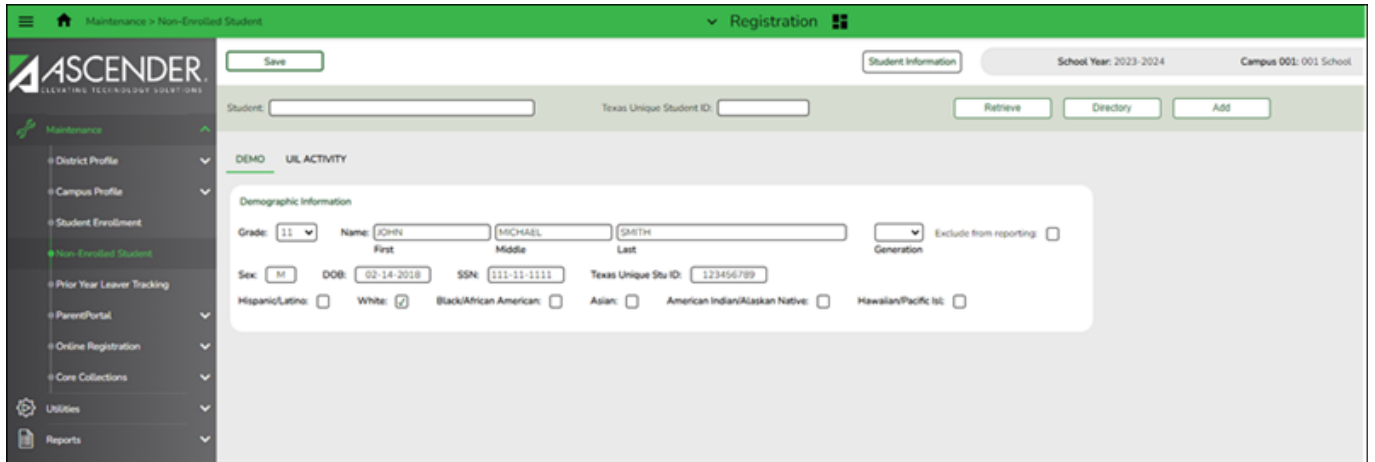 Maintenance > Non-Enrolled Student
Registration
ASCENDER
ELEVATING TECHNOLOGY SOLUTIONS
Save
Student Information
School Year: 2023-2024
Campus 001: 001 School
Student:
Texas Unique Student ID:
Retrieve
Directory
Add
Maintenance
District Profile
Campus Profile
Student Enrollment
Non-Enrolled Student
Prior Year Leaver Tracking
ParentPortal
Online Registration
Core Collections
Utilities
Reports
DEMO UIL ACTIVITY
Demographic Information
Grade: 11 Name: JOHN MICHAEL SMITH Exclude from reporting:
First Middle Last Generation
Sex: M DOB: 02-14-2018 SSN: 111-11-1111 Texas Unique Stu ID: 123456789
Hispanic/Latino: White: Black/African American: Asian: American Indian/Alaskan Native: Hawaiian/Pacific Isl: